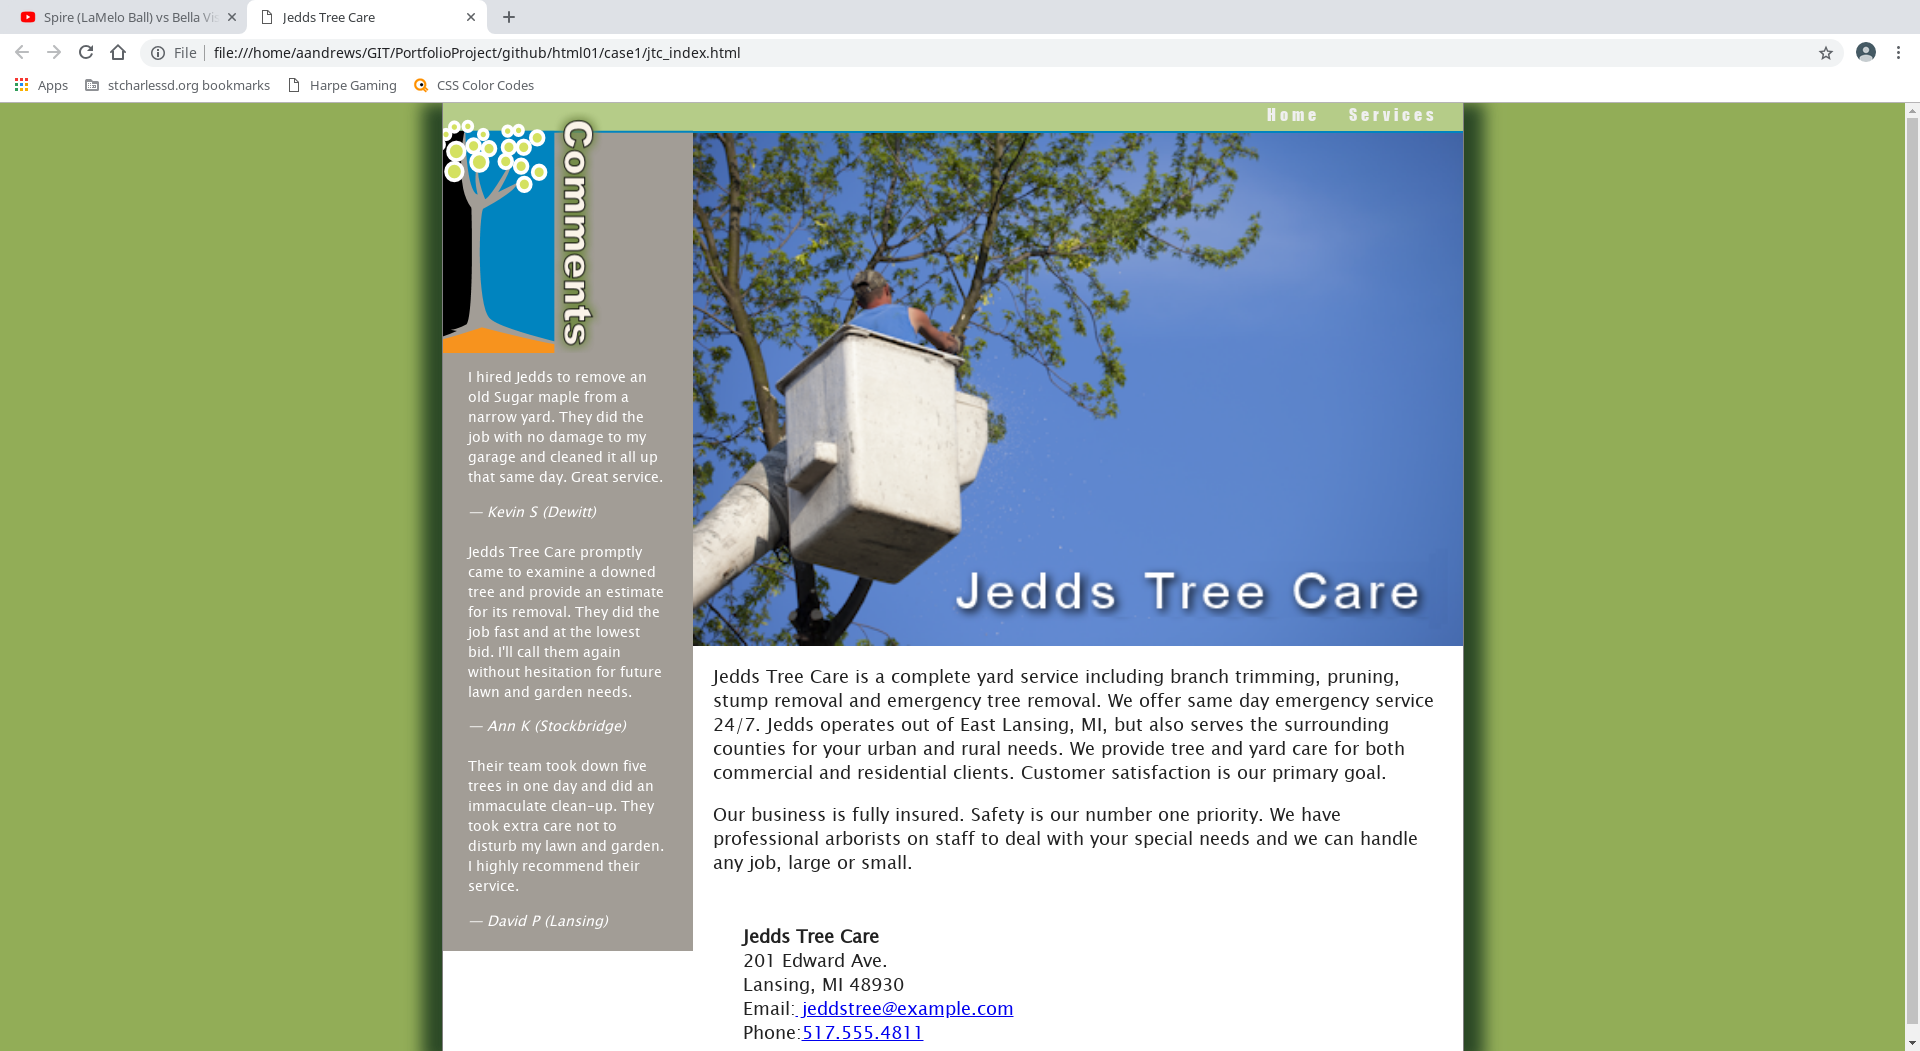 Spire (LaMelo Ball) vs Bella Vis
Jedds Tree Care
File
file:///home/aandrews/GIT/PortfolioProject/github/html01/case1/jtc_index.html
Apps
stcharlessd.org bookmarks
Harpe Gaming
CSS Color Codes
Home
Services
Comments
I hired Jedds to remove an
old Sugar maple from a
narrow yard. They did the
job with no damage to my
garage and cleaned it all up
that same day. Great service.
— Kevin S (Dewitt)
Jedds Tree Care promptly
came to examine a downed
tree and provide an estimate
for its removal. They did the
job fast and at the lowest
bid. I'll call them again
without hesitation for future
lawn and garden needs.
— Ann K (Stockbridge)
Their team took down five
trees in one day and did an
immaculate clean-up. They
took extra care not to
disturb my lawn and garden.
I highly recommend their
service.
— David P (Lansing)
Jedds Tree Care
Jedds Tree Care is a complete yard service including branch trimming, pruning,
stump removal and emergency tree removal. We offer same day emergency service
24/7. Jedds operates out of East Lansing, MI, but also serves the surrounding
counties for your urban and rural needs. We provide tree and yard care for both
commercial and residential clients. Customer satisfaction is our primary goal.
Our business is fully insured. Safety is our number one priority. We have
professional arborists on staff to deal with your special needs and we can handle
any job, large or small.
Jedds Tree Care
201 Edward Ave.
Lansing, MI 48930
Email: jeddstree@example.com
Phone:517.555.4811